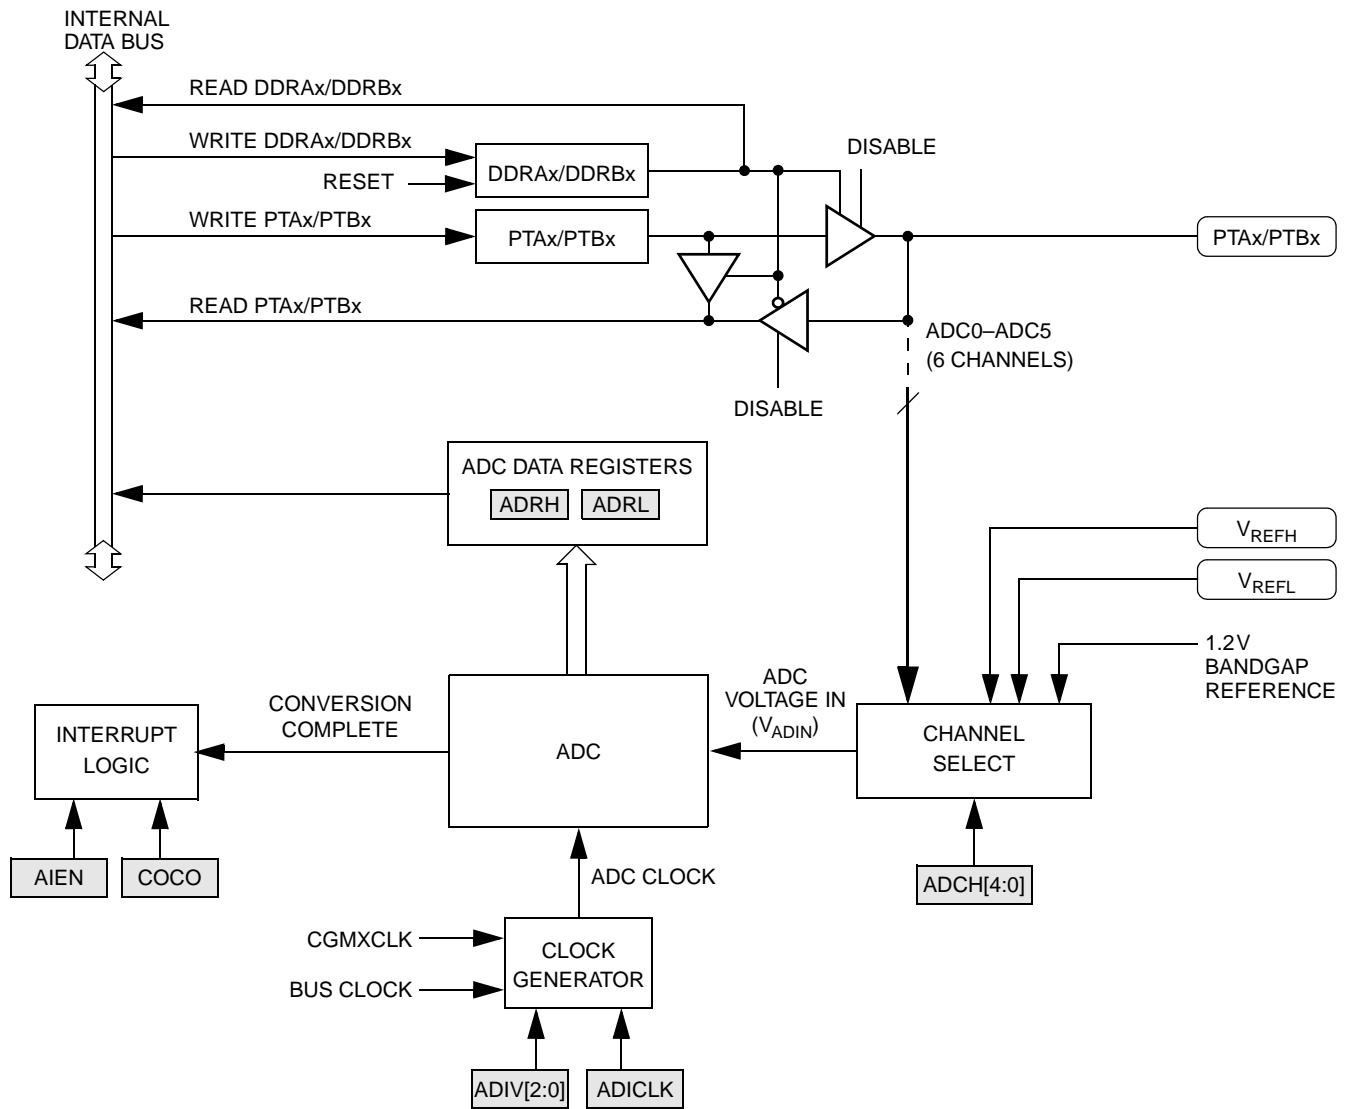 INTERNAL
DATA BUS
READ DDRAx/DDRBx
WRITE DDRAx/DDRBx
DISABLE
DDRAx/DDRBx
RESET
WRITE PTAx/PTBx
PTAx/PTBx
PTAx/PTBx
READ PTAx/PTBx
ADC0–ADC5
(6 CHANNELS)
DISABLE
ADC DATA REGISTERS
ADRH ADRL
VREFH
VREFL
1.2V
BANDGAP
REFERENCE
ADC
VOLTAGE IN
(VADIN)
CONVERSION
COMPLETE
INTERRUPT
LOGIC
ADC
CHANNEL
SELECT
AIEN
COCO
ADC CLOCK
ADCH[4:0]
CGMXCLK
CLOCK
GENERATOR
BUS CLOCK
ADIV[2:0]
ADICLK